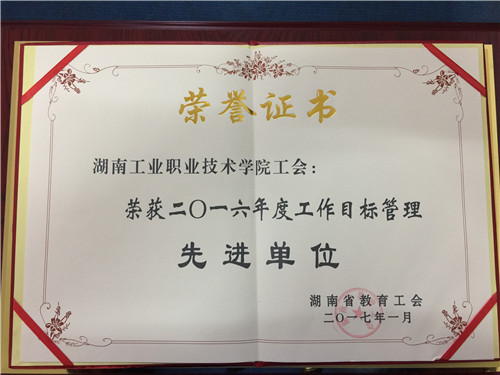 荣誉证书
湖南工业职业技术学院工会：
荣获二〇一六年度工作目标管理
先进单位
湖南省教育工会
二〇一七年一月